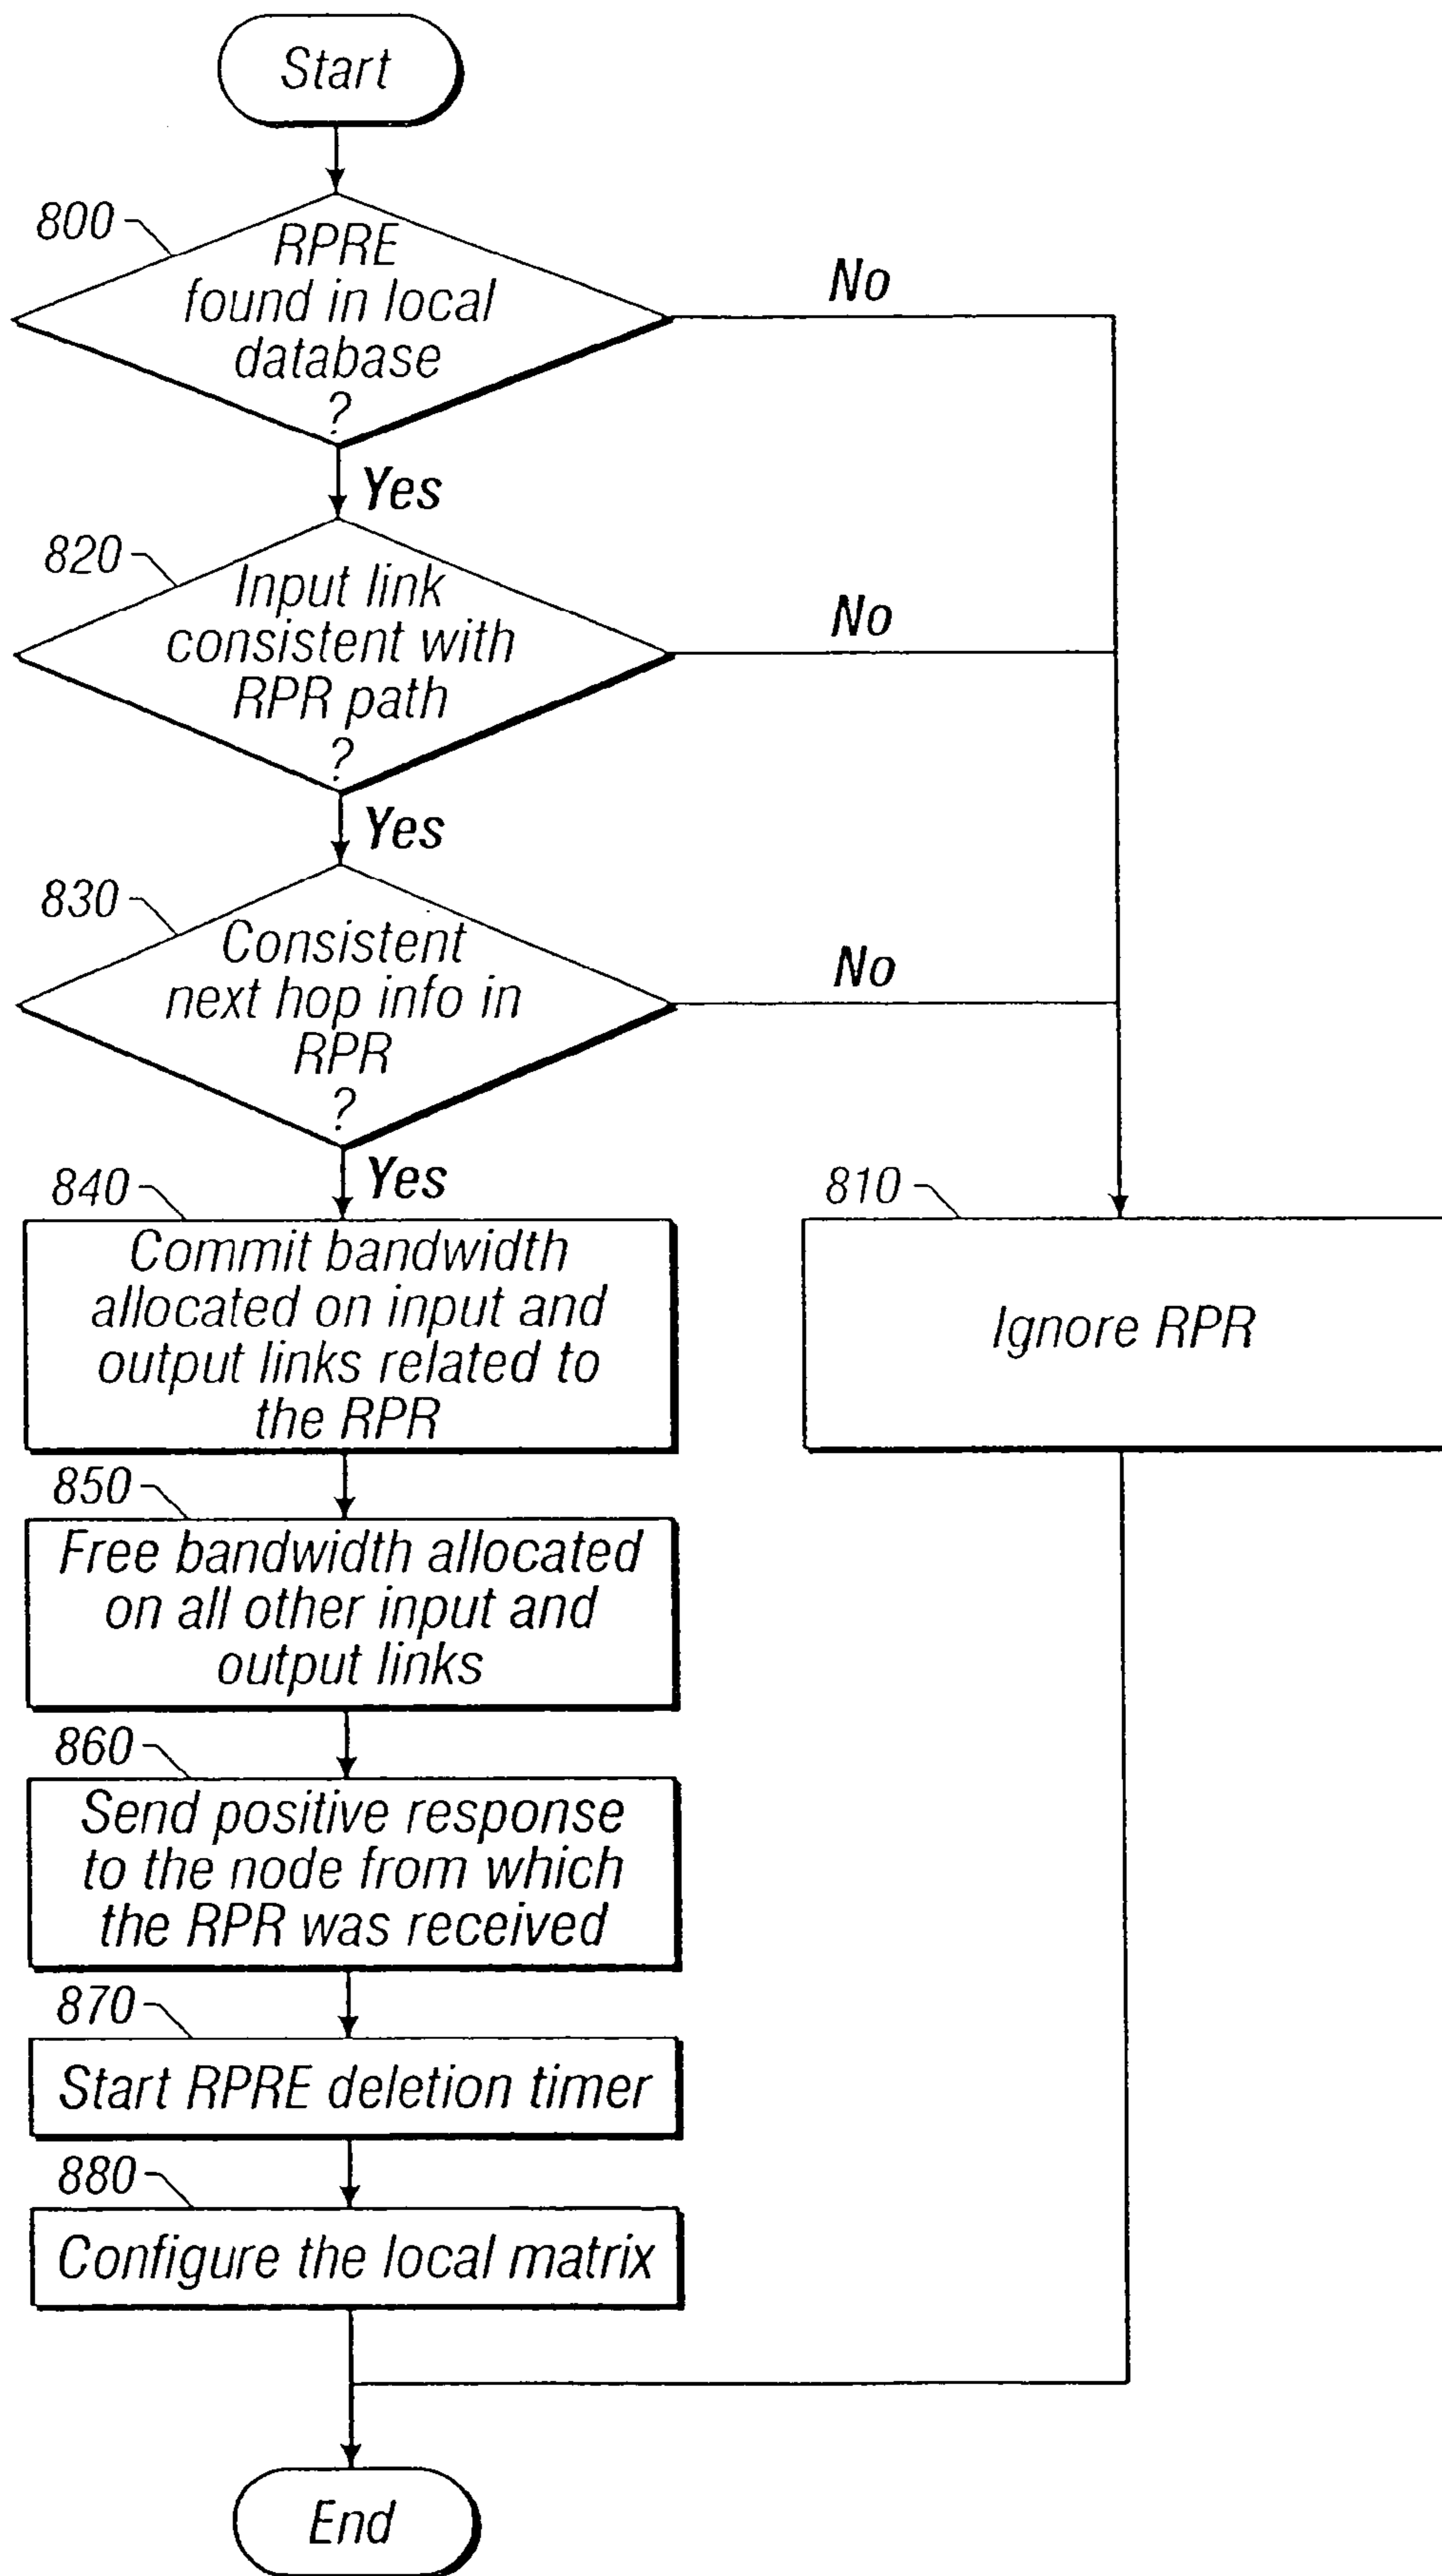 Start
800
RPRE
found in local
database
?
No
Yes
820
Input link
consistent with
RPR path
?
No
Yes
830
Consistent
next hop info in
RPR
?
No
Yes
840
Commit bandwidth
allocated on input and
output links related to
the RPR
810
Ignore RPR
850
Free bandwidth allocated
on all other input and
output links
860
Send positive response
to the node from which
the RPR was received
870
Start RPRE deletion timer
880
Configure the local matrix
End